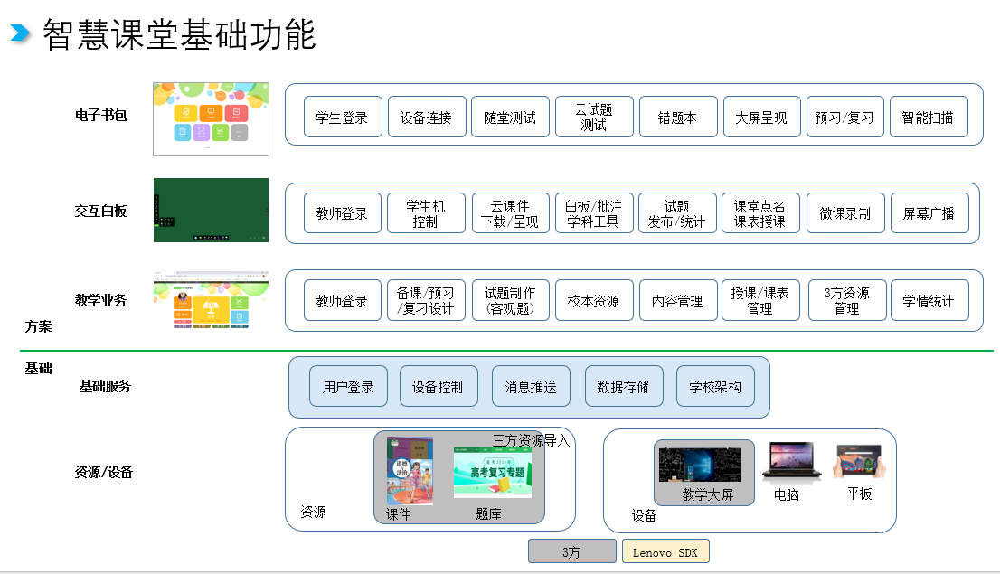 智慧课堂基础功能
电子书包
学生登录
设备连接
随堂测试
云试题
测试
错题本
大屏呈现
预习/复习
智能扫描
交互白板
教师登录
学生机
控制
云课件
下载/呈现
白板/批注
学科工具
试题
发布/统计
课堂点名
课表授课
微课录制
屏幕广播
教学业务
教师登录
备课/预习
/复习设计
试题制作
(客观题)
校本资源
内容管理
授课/课表
管理
3方资源
管理
学情统计
方案
基础
基础服务
用户登录
设备控制
消息推送
数据存储
学校架构
资源/设备
资源
三方资源导入
道德
与
法治
课件
高考复习专题
题库
设备
教学大屏
电脑
平板
3方
Lenovo SDK